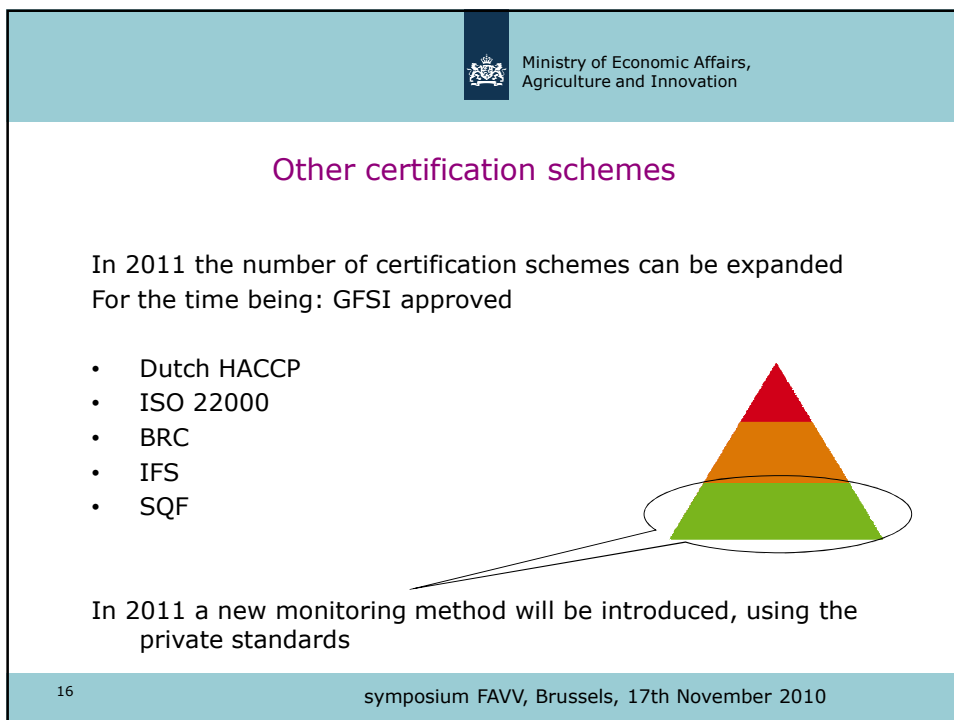 Ministry of Economic Affairs,
Agriculture and Innovation
Other certification schemes
In 2011 the number of certification schemes can be expanded
For the time being: GFSI approved
• Dutch HACCP
• ISO 22000
• BRC
• IFS
• SQF
In 2011 a new monitoring method will be introduced, using the
private standards
16
symposium FAVV, Brussels, 17th November 2010